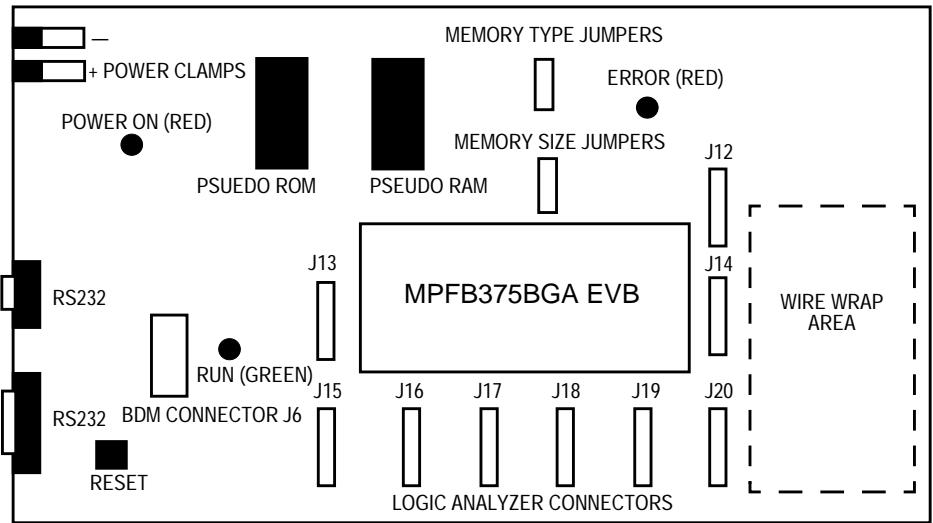 —
+ POWER CLAMPS
MEMORY TYPE JUMPERS
ERROR (RED)
POWER ON (RED)
MEMORY SIZE JUMPERS
PSUEDO ROM
PSEUDO RAM
J12
J13
J14
MPFB375BGA EVB
RS232
WIRE WRAP
AREA
RUN (GREEN)
J15
J16
J17
J18
J19
J20
RS232
BDM CONNECTOR J6
RESET
LOGIC ANALYZER CONNECTORS